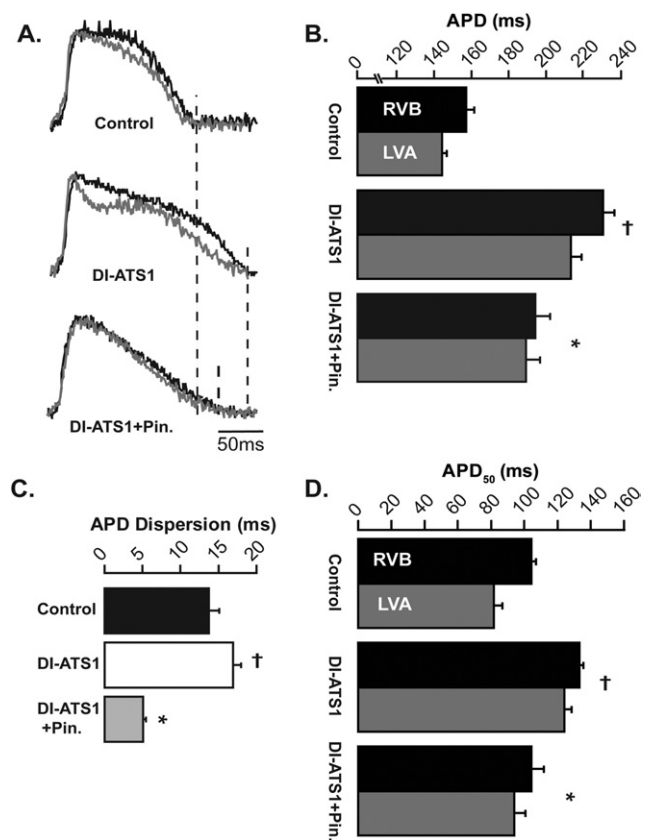 A.
Control
DI-ATS1
DI-ATS1+Pin.
50ms
B.
APD (ms)
0 120 140 160 180 200 220 240
Control
RVB
LVA
DI-ATS1
†
DI-ATS1+Pin.
*
C.
APD Dispersion (ms)
0 5 10 15 20
Control
DI-ATS1
†
DI-ATS1
+Pin.
*
D.
APD50 (ms)
0 20 40 60 80 100 120 140 160
Control
RVB
LVA
DI-ATS1
†
DI-ATS1+Pin.
*